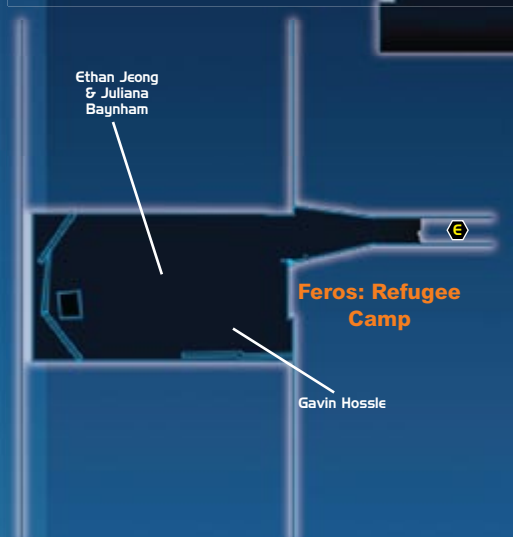 Ethan Jeong
& Juliana
Baynham
E
Feros: Refugee
Camp
Gavin Hossle